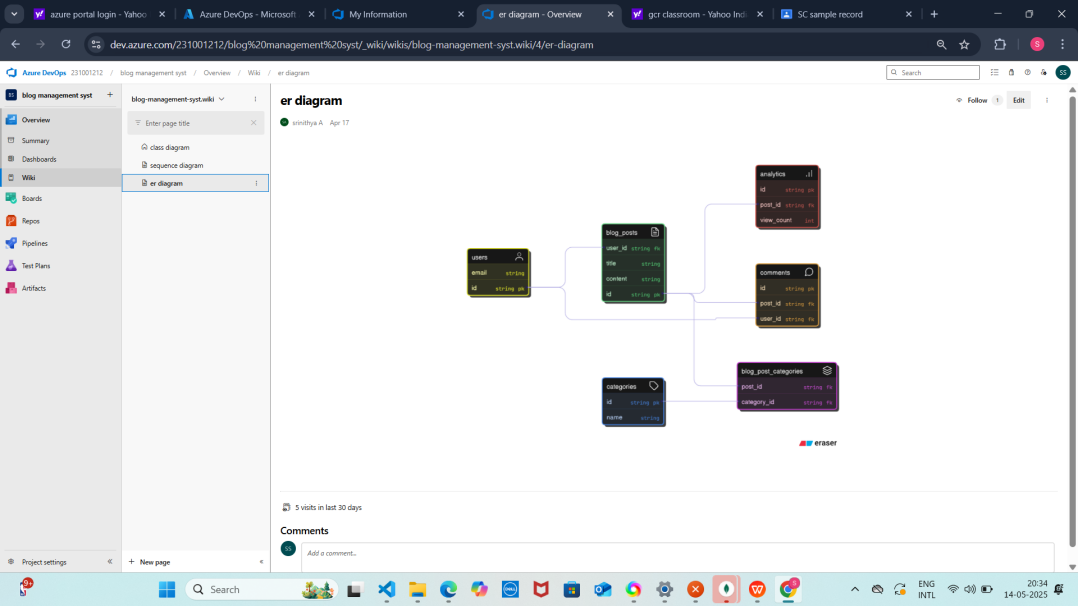 azure portal login - Yahoo
Azure DevOps - Microsoft
My Information
er diagram - Overview
gcr classroom - Yahoo Ind
SC sample record
dev.azure.com/231001212/blog%20management%20syst/_wiki/wikis/blog-management-syst.wiki/4/er-diagram
S
Azure DevOps 231001212 / blog management syst / Overview / Wiki / er diagram
Search
SS
SS blog management syst
Overview
Summary
Dashboards
Wiki
Boards
Repos
Pipelines
Test Plans
Artifacts
Project settings
blog-management-syst.wiki
Enter page title
class diagram
sequence diagram
er diagram
New page
er diagram
Follow 1 Edit
srinithya A Apr 17
users
email string
id string pk
blog_posts
user_id string fk
title string
content string
id string pk
analytics
id string pk
post_id string fk
view_count int
comments
id string pk
post_id string fk
user_id string fk
categories
id string pk
name string
blog_post_categories
post_id string fk
category_id string fk
eraser
5 visits in last 30 days
Comments
SS
Add a comment...
9+
Search
DELL
S
ENG
INTL
20:34
14-05-2025